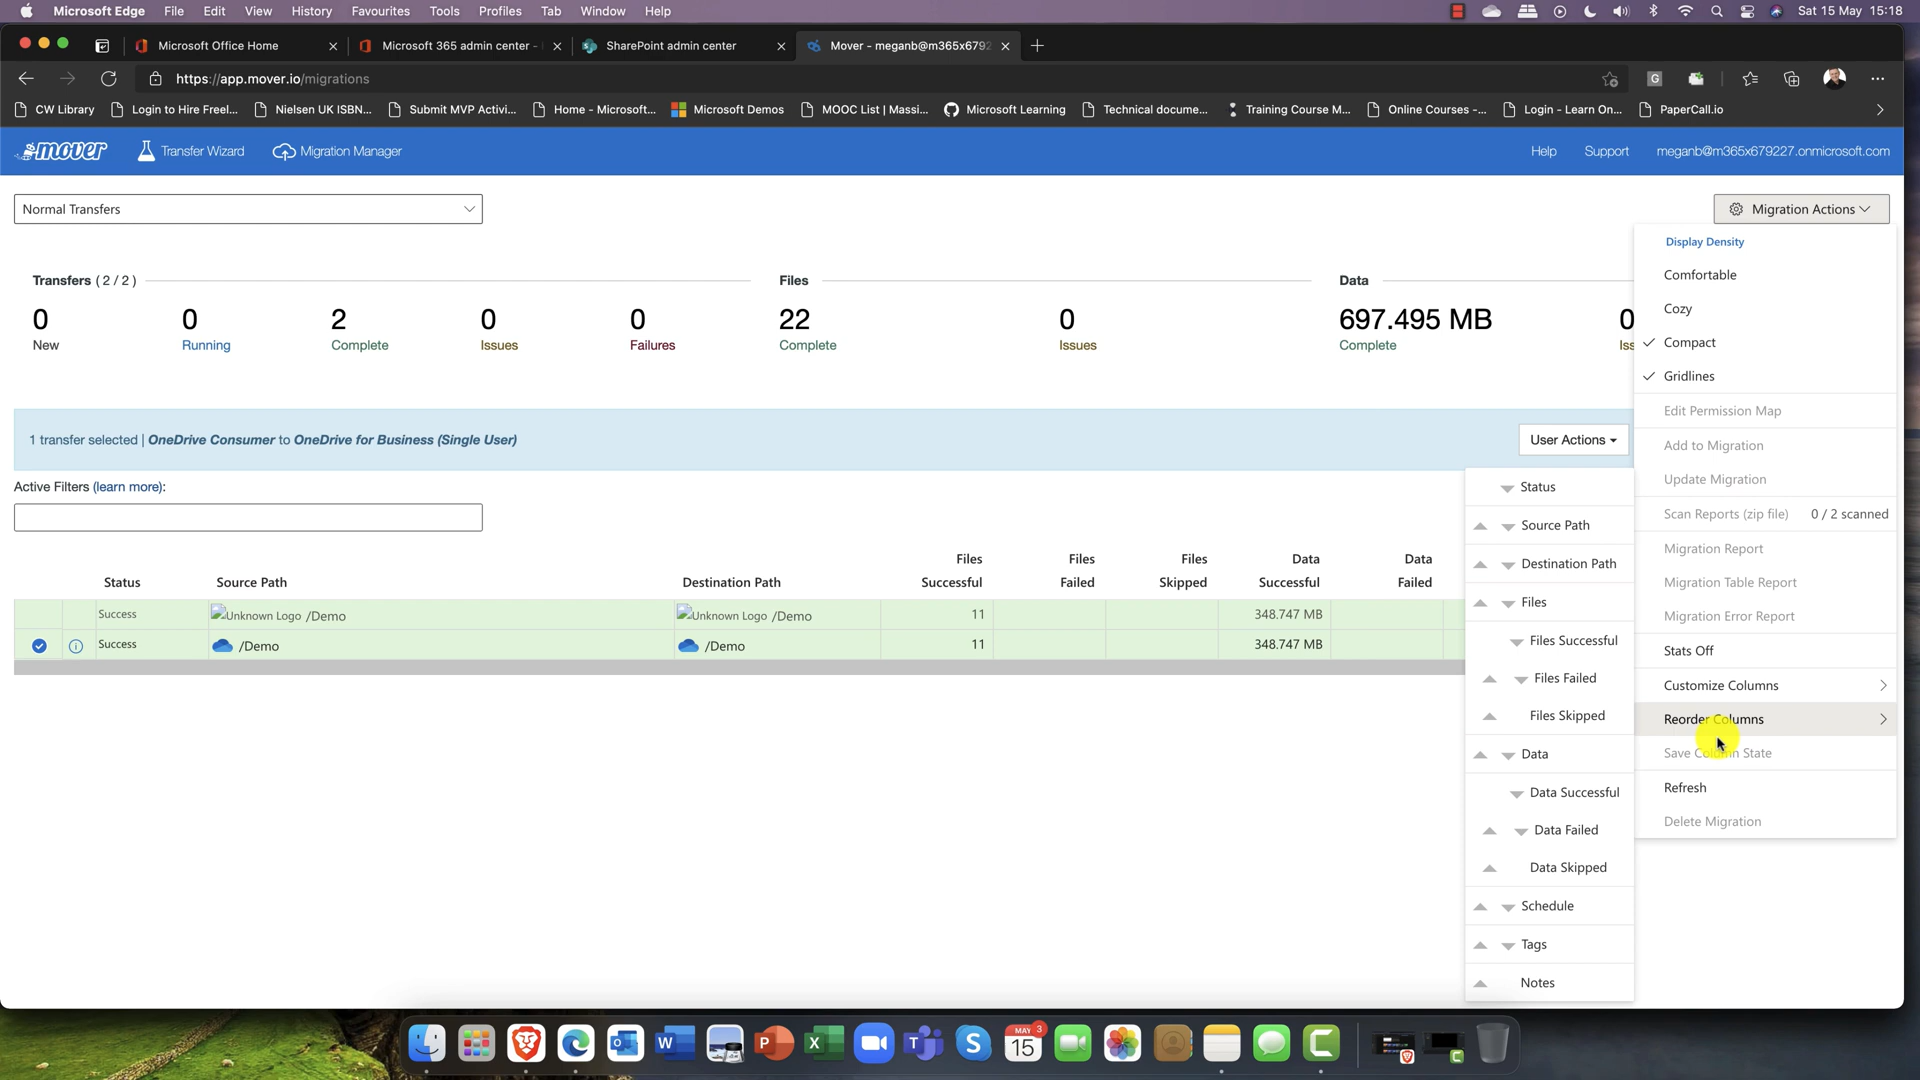 Microsoft Edge File Edit View History Favourites Tools Profiles Tab Window Help
Sat 15 May 15:18
Microsoft Office Home
Microsoft 365 admin center -
SharePoint admin center
Mover - meganb@m365x6792
https://app.mover.io/migrations
CW Library
Login to Hire Freel...
Nielsen UK ISBN...
Submit MVP Activi...
Home - Microsoft...
Microsoft Demos
MOOC List | Massi...
Microsoft Learning
Technical docume...
Training Course M...
Online Courses -...
Login - Learn On...
PaperCall.io
mover
Transfer Wizard
Migration Manager
Help
Support
meganb@m365x679227.onmicrosoft.com
Normal Transfers
Migration Actions
Transfers ( 2 / 2 )
Files
Data
0
0
2
0
0
22
0
697.495 MB
0
New
Running
Complete
Issues
Failures
Complete
Issues
Complete
Iss
1 transfer selected | OneDrive Consumer to OneDrive for Business (Single User)
User Actions
Active Filters (learn more):
Status
Source Path
Destination Path
Files Successful
Files Failed
Files Skipped
Data Successful
Data Failed
Success
Unknown Logo /Demo
Unknown Logo /Demo
11
348.747 MB
Success
/Demo
/Demo
11
348.747 MB
Status
Source Path
Destination Path
Files
Files Successful
Files Failed
Files Skipped
Data
Data Successful
Data Failed
Data Skipped
Schedule
Tags
Notes
Display Density
Comfortable
Cozy
Compact
Gridlines
Edit Permission Map
Add to Migration
Update Migration
Scan Reports (zip file) 0 / 2 scanned
Migration Report
Migration Table Report
Migration Error Report
Stats Off
Customize Columns
Reorder Columns
Save Column State
Refresh
Delete Migration
MAY
3
15